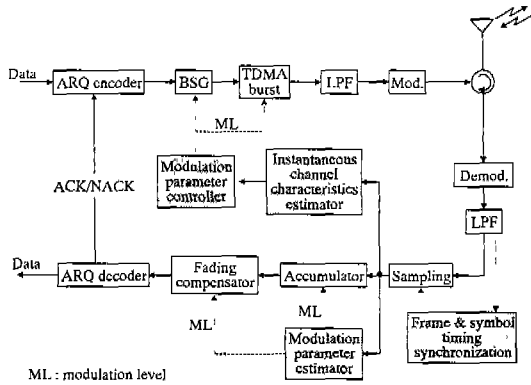 Data
ARQ encoder
BSG
TDMA
burst
LPF
Mod.
ML
ACK/NACK
Modulation
parameter
controller
Instantaneous
channel
characteristics
estimator
Demod.
LPF
Data
ARQ decoder
Fading
compensator
Accumulator
Sampling
ML
ML
Modulation
parameter
estimator
Frame & symbol
timing
synchronization
ML : modulation level